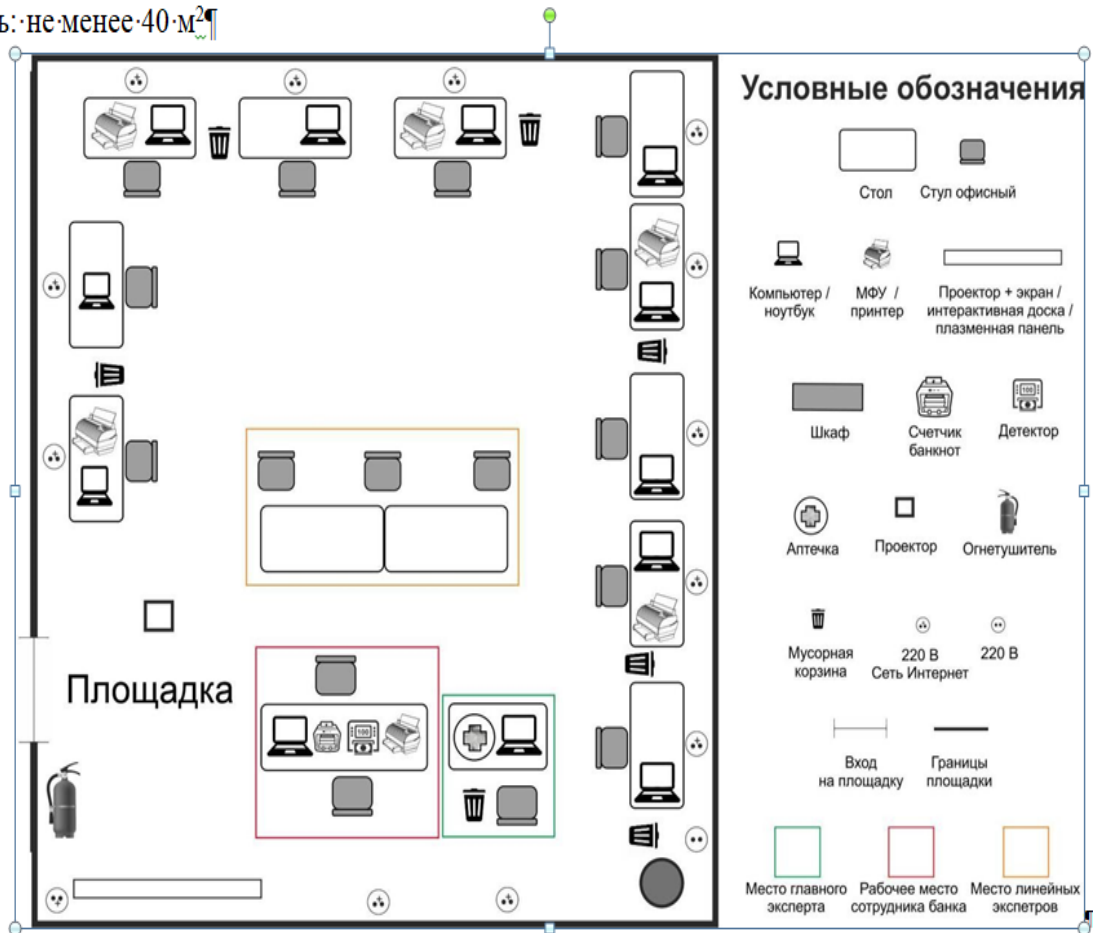 ь:·не·менее·40·м²¶
Условные обозначения
Стол
Стул офисный
Компьютер /
ноутбук
МФУ /
принтер
Проектор + экран /
интерактивная доска /
плазменная панель
Шкаф
Счетчик
банкнот
Детектор
Аптечка
Проектор
Огнетушитель
Мусорная
корзина
220 В
Сеть Интернет
220 В
Вход
на площадку
Границы
площадки
Место главного
эксперта
Рабочее место
сотрудника банка
Место линейных
экспетров
Площадка
100
100
¶